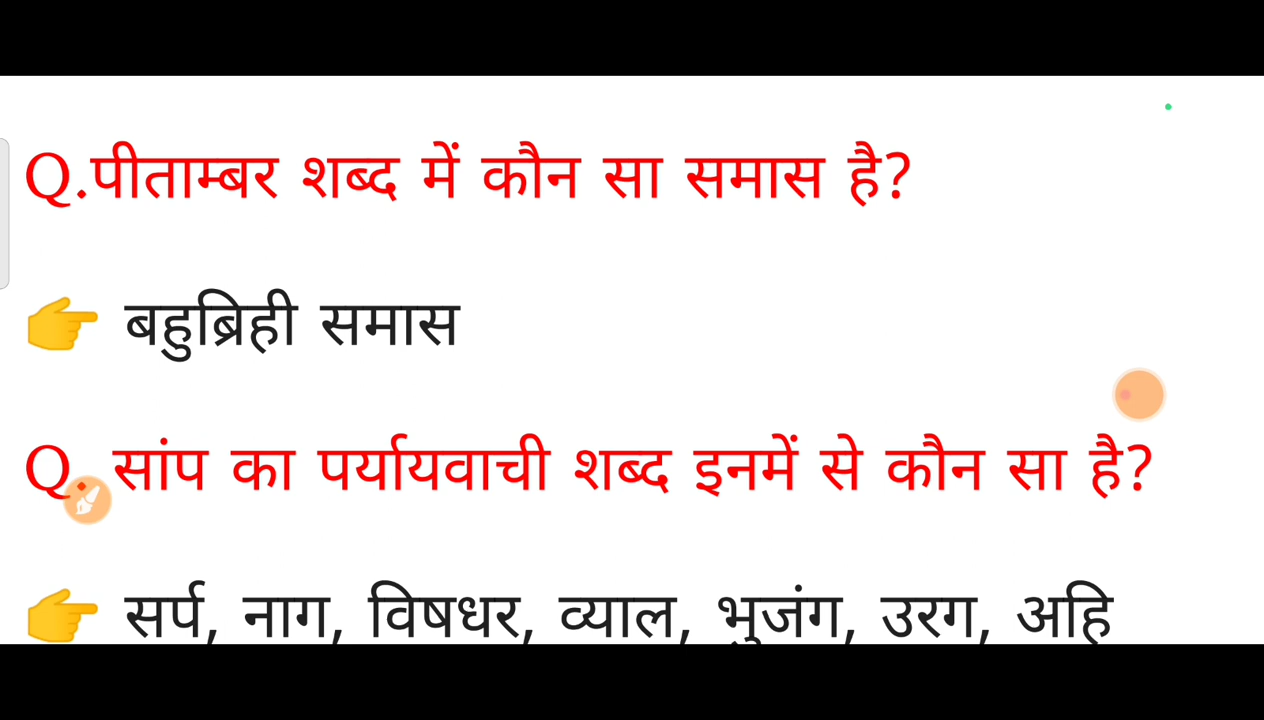 Q.पीताम्बर शब्द में कौन सा समास है?
👉 बहुब्रिही समास
Q. सांप का पर्यायवाची शब्द इनमें से कौन सा है?
👉 सर्प, नाग, विषधर, व्याल, भुजंग, उरग, अहि